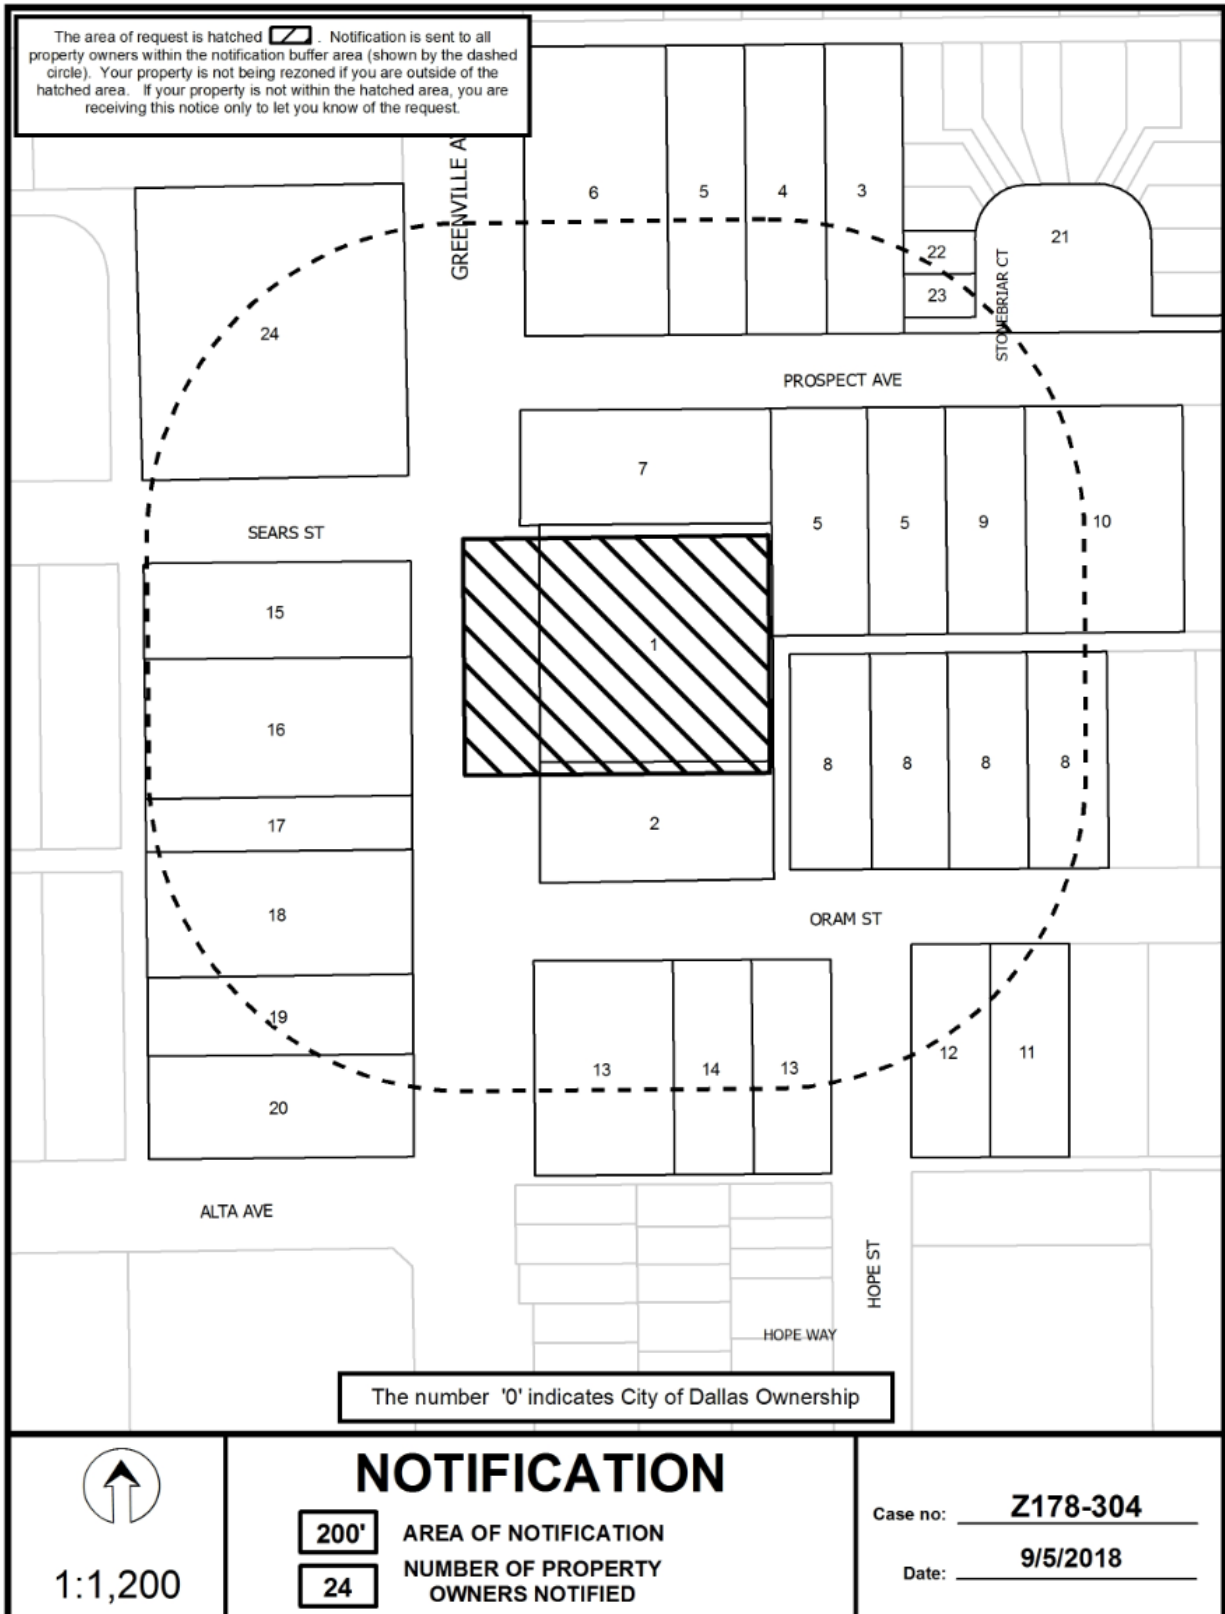 The area of request is hatched . Notification is sent to all
property owners within the notification buffer area (shown by the dashed
circle). Your property is not being rezoned if you are outside of the
hatched area. If your property is not within the hatched area, you are
receiving this notice only to let you know of the request.
GREENVILLE A
6
5
4
3
22
23
21
STONEBRIAR CT
24
PROSPECT AVE
7
5
5
9
10
SEARS ST
15
1
16
8
8
8
8
17
2
18
ORAM ST
19
13
14
13
12
11
20
ALTA AVE
HOPE ST
HOPE WAY
The number '0' indicates City of Dallas Ownership
1:1,200
NOTIFICATION
200' AREA OF NOTIFICATION
24 NUMBER OF PROPERTY
OWNERS NOTIFIED
Case no: Z178-304
Date: 9/5/2018